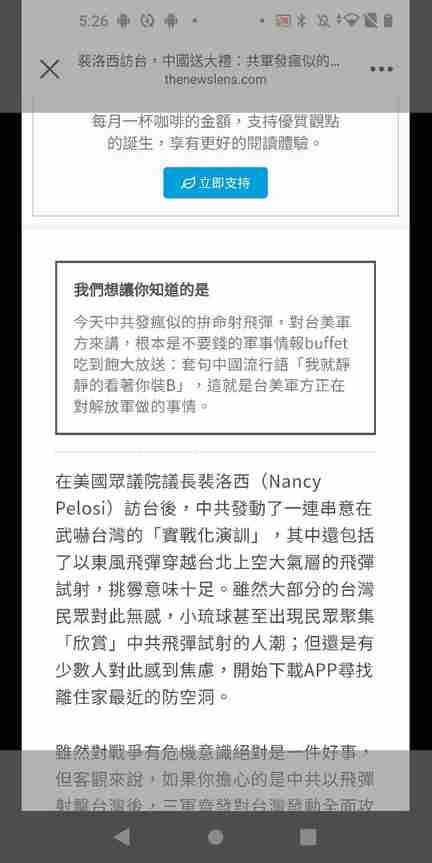 5:26
裴洛西訪台，中國送大禮：共軍發瘋似的...
thenewslens.com
每月一杯咖啡的金額，支持優質觀點
的誕生，享有更好的閱讀體驗。
立即支持
我們想讓你知道的是
今天中共發瘋似的拚命射飛彈，對台美軍
方來講，根本是不要錢的軍事情報buffet
吃到飽大放送：套句中國流行語「我就靜
靜的看著你裝B」，這就是台美軍方正在
對解放軍做的事情。
在美國眾議院議長裴洛西（Nancy
Pelosi）訪台後，中共發動了一連串意在
武嚇台灣的「實戰化演訓」，其中還包括
了以東風飛彈穿越台北上空大氣層的飛彈
試射，挑釁意味十足。雖然大部分的台灣
民眾對此無感，小琉球甚至出現民眾聚集
「欣賞」中共飛彈試射的人潮；但還是有
少數人對此感到焦慮，開始下載APP尋找
離住家最近的防空洞。
雖然對戰爭有危機意識絕對是一件好事，
但客觀來說，如果你擔心的是中共以飛彈
射擊台灣後，三軍齊發對台灣發動全面攻